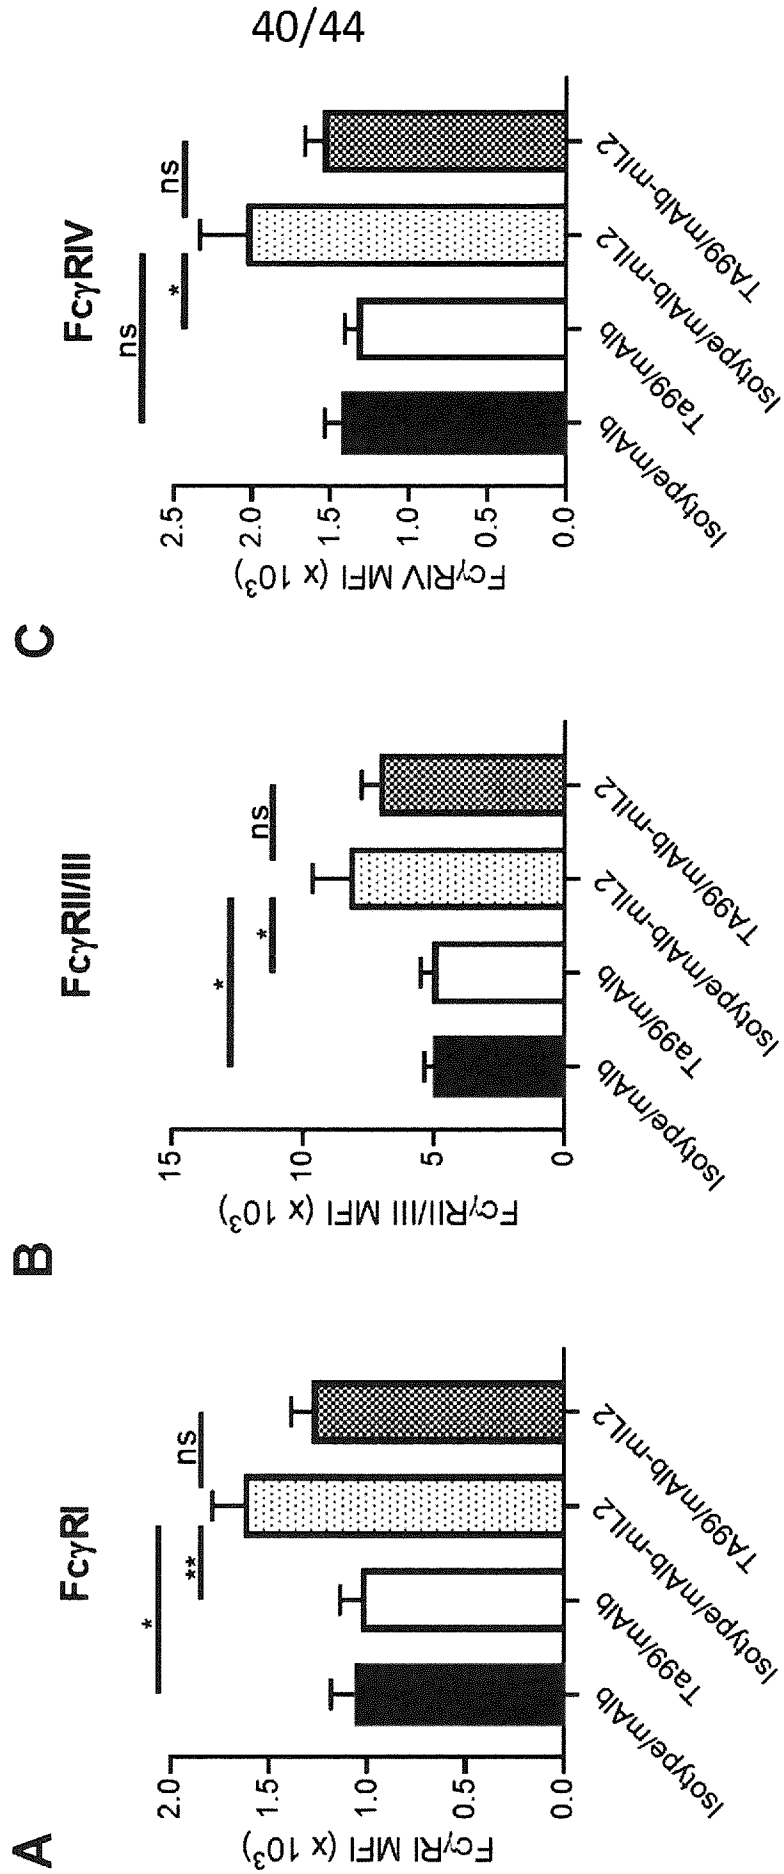 40/44
A
FcγRI
FcγRI MFI (x 10³)
2.0
1.5
1.0
0.5
0.0
*
**
ns
Isotype/mAlb
Ta99/mAlb
Isotype/mAlb-mIL2
TA99/mAlb-mIL2
B
FcγRII/III
FcγRII/III MFI (x 10³)
15
10
5
0
*
*
ns
Isotype/mAlb
Ta99/mAlb
Isotype/mAlb-mIL2
TA99/mAlb-mIL2
C
FcγRIV
FcγRIV MFI (x 10³)
2.5
2.0
1.5
1.0
0.5
0.0
ns
*
ns
Isotype/mAlb
Ta99/mAlb
Isotype/mAlb-mIL2
TA99/mAlb-mIL2